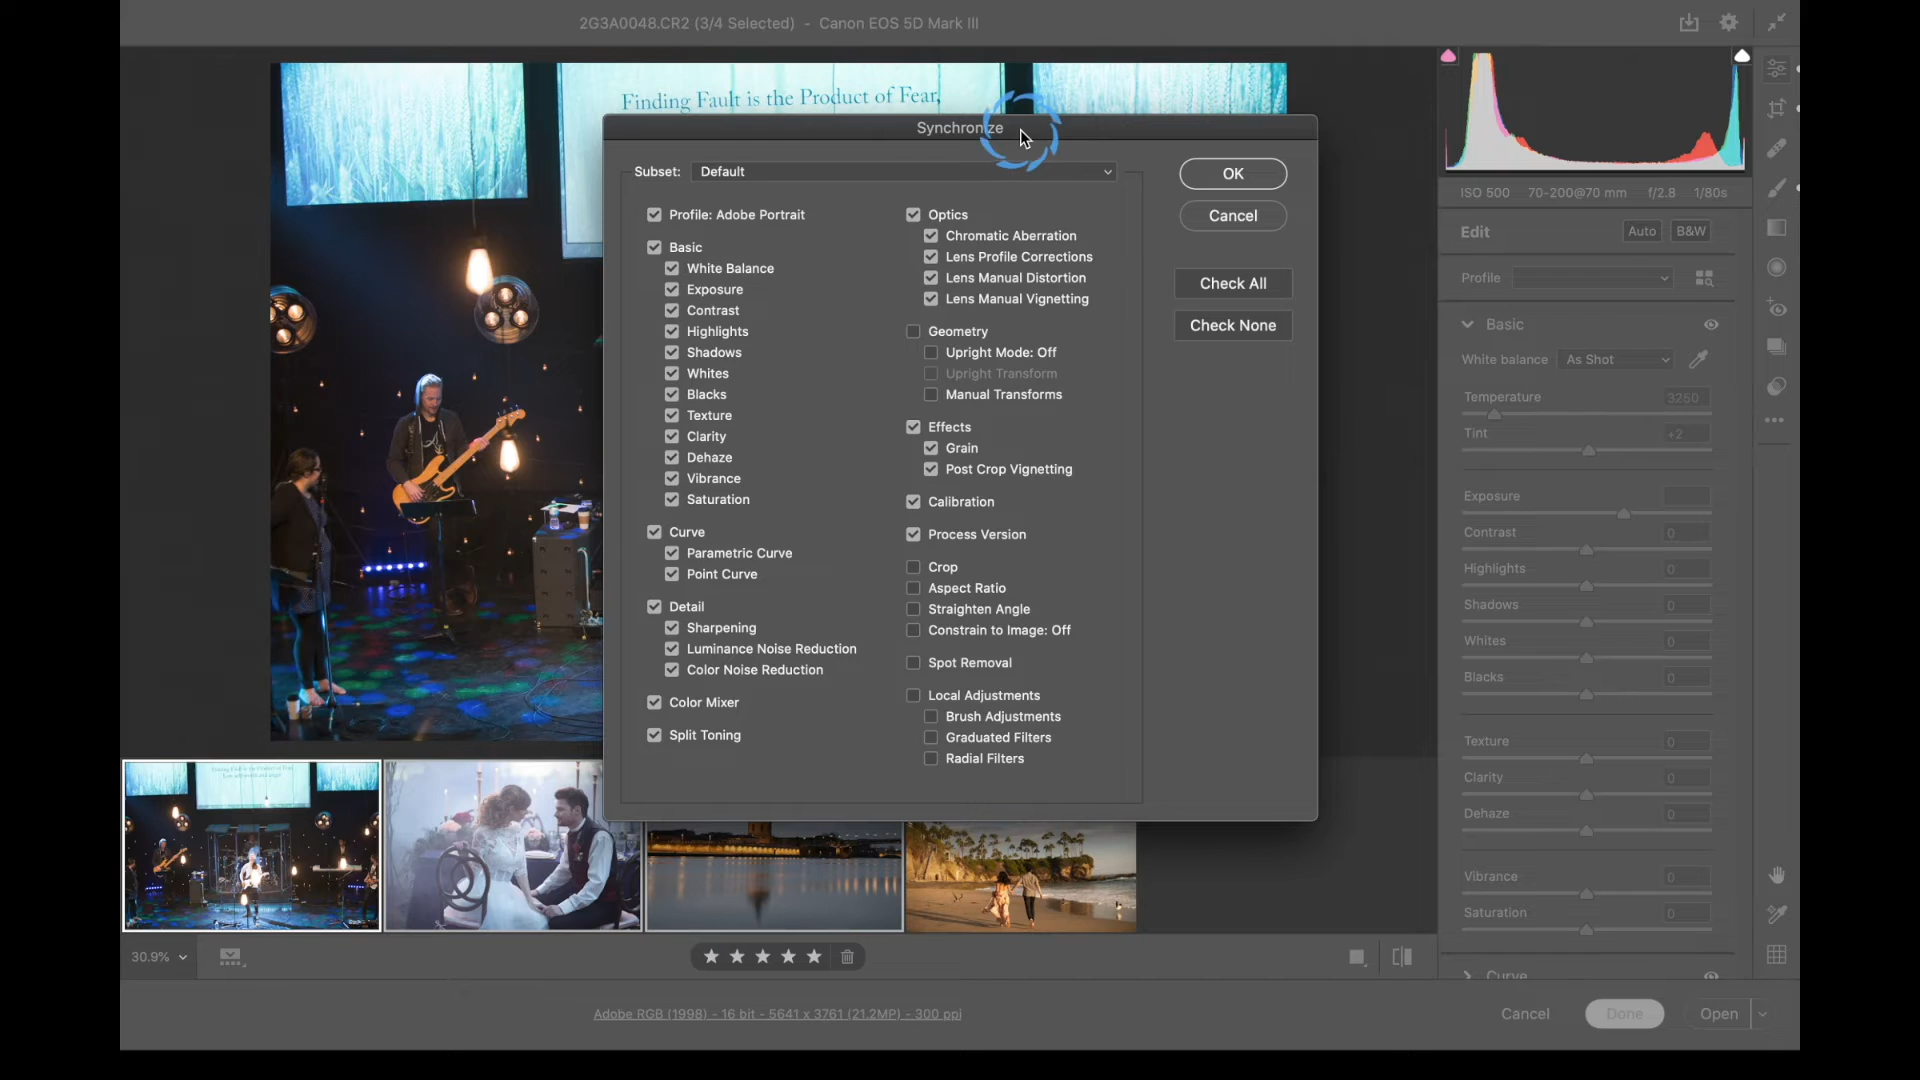 2G3A0048.CR2 (3/4 Selected) - Canon EOS 5D Mark III
Finding Fault is the Product of Fear,
Synchronize
Subset: Default
OK
Cancel
Check All
Check None
Profile: Adobe Portrait
Basic
White Balance
Exposure
Contrast
Highlights
Shadows
Whites
Blacks
Texture
Clarity
Dehaze
Vibrance
Saturation
Curve
Parametric Curve
Point Curve
Detail
Sharpening
Luminance Noise Reduction
Color Noise Reduction
Color Mixer
Split Toning
Optics
Chromatic Aberration
Lens Profile Corrections
Lens Manual Distortion
Lens Manual Vignetting
Geometry
Upright Mode: Off
Upright Transform
Manual Transforms
Effects
Grain
Post Crop Vignetting
Calibration
Process Version
Crop
Aspect Ratio
Straighten Angle
Constrain to Image: Off
Spot Removal
Local Adjustments
Brush Adjustments
Graduated Filters
Radial Filters
ISO 500 70-200@70 mm f/2.8 1/80s
Edit Auto B&W
Profile
Basic
White balance As Shot
Temperature 3250
Tint +2
Exposure
Contrast 0
Highlights 0
Shadows 0
Whites 0
Blacks 0
Texture 0
Clarity 0
Dehaze 0
Vibrance 0
Saturation 0
Curve
Finding Fault is the Product of Fear
30.9%
Adobe RGB (1998) - 16 bit - 5641 x 3761 (21.2MP) - 300 ppi
Cancel Done Open